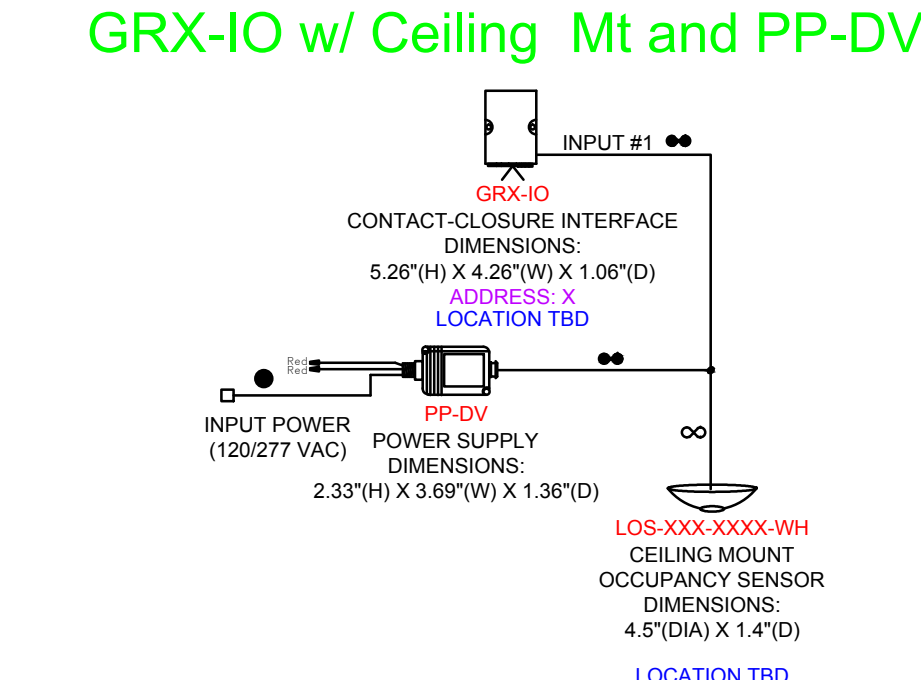 GRX-IO w/ Ceiling  Mt and PP-DV
INPUT #1
GRX-IO
CONTACT-CLOSURE INTERFACE
DIMENSIONS:
5.26"(H) X 4.26"(W) X 1.06"(D)
ADDRESS: X
LOCATION TBD
Red
Red
INPUT POWER
(120/277 VAC)
PP-DV
POWER SUPPLY
DIMENSIONS:
2.33"(H) X 3.69"(W) X 1.36"(D)
LOS-XXX-XXXX-WH
CEILING MOUNT
OCCUPANCY SENSOR
DIMENSIONS:
4.5"(DIA) X 1.4"(D)
LOCATION TBD